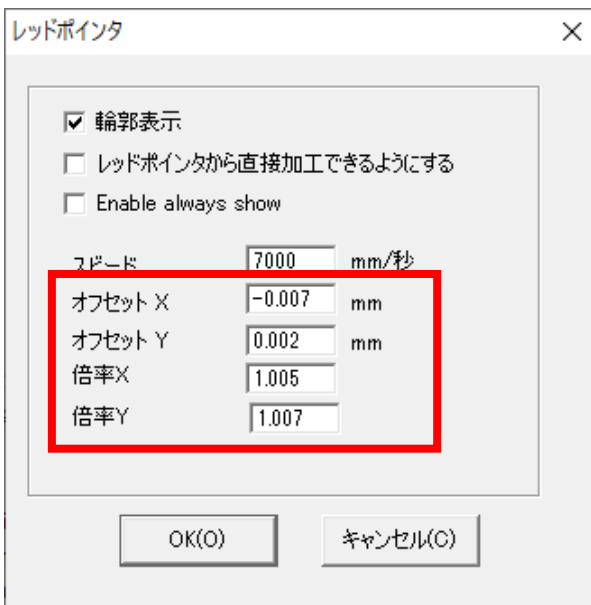 レッドポインタ
輪郭表示
レッドポインタから直接加工できるようにする
Enable always show
スピード 7000 mm/秒
オフセット X -0.007 mm
オフセット Y 0.002 mm
倍率X 1.005
倍率Y 1.007
OK(O) キャンセル(C)